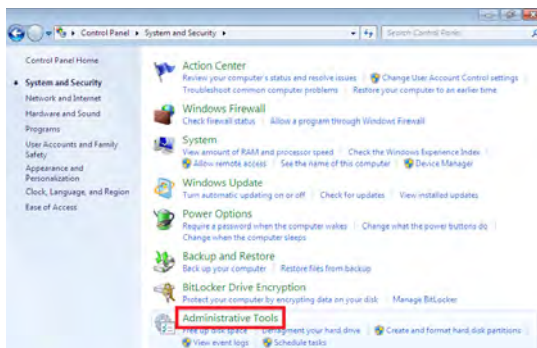 Control Panel ▸ System and Security ▸
Search Control Panel
Control Panel Home
System and Security
Network and Internet
Hardware and Sound
Programs
User Accounts and Family
Safety
Appearance and
Personalization
Clock, Language, and Region
Ease of Access
Action Center
Review your computer's status and resolve issues | Change User Account Control settings
Troubleshoot common computer problems | Restore your computer to an earlier time
Windows Firewall
Check firewall status | Allow a program through Windows Firewall
System
View amount of RAM and processor speed | Check the Windows Experience Index
Allow remote access | See the name of this computer | Device Manager
Windows Update
Turn automatic updating on or off | Check for updates | View installed updates
Power Options
Require a password when the computer wakes | Change what the power buttons do
Change when the computer sleeps
Backup and Restore
Back up your computer | Restore files from backup
BitLocker Drive Encryption
Protect your computer by encrypting data on your disk | Manage BitLocker
Administrative Tools
Free up disk space | Defragment your hard drive | Create and format hard disk partitions
View event logs | Schedule tasks